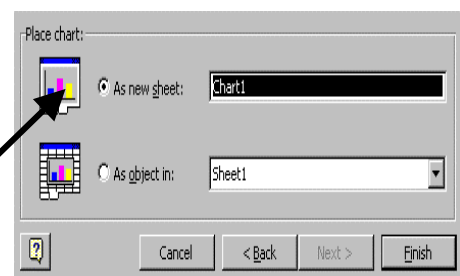 Place chart:
As new sheet: Chart1
As object in: Sheet1
? Cancel < Back Next > Finish